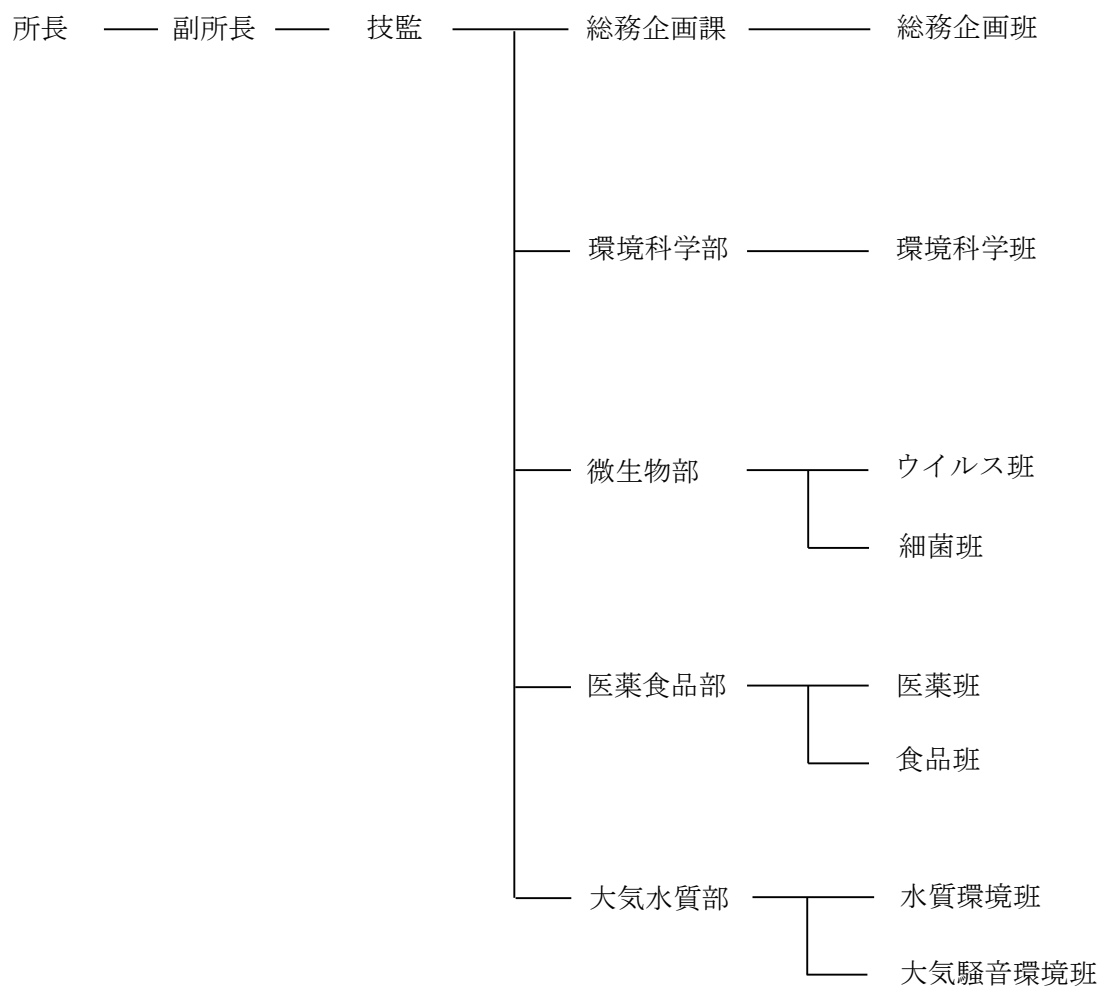 所長 副所長 技監 総務企画課 総務企画班
環境科学部 環境科学班
微生物部 ウイルス班
細菌班
医薬食品部 医薬班
食品班
大気水質部 水質環境班
大気騒音環境班